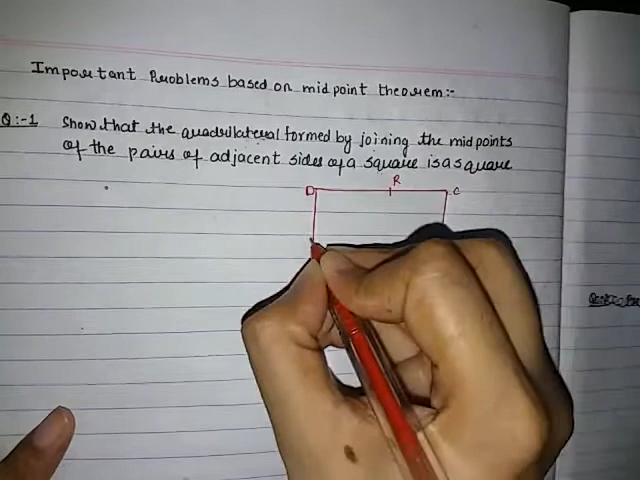 Important Problems based on mid point theorem:-
Q:-1 Show that the quadrilateral formed by joining the mid points
of the pairs of adjacent sides of a square is a square
D R C